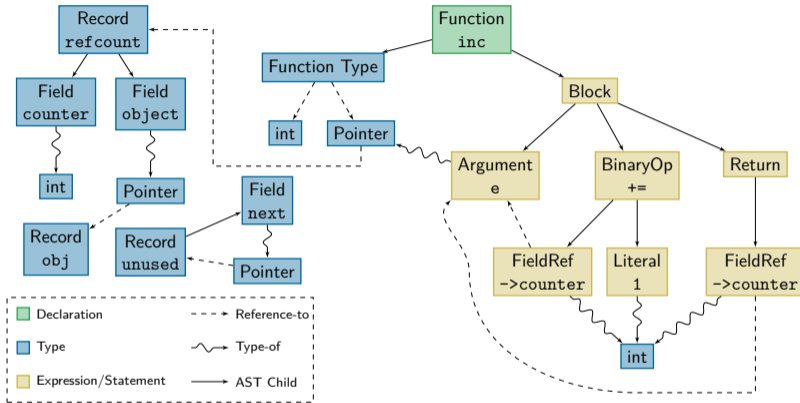 Record
refcount
Function
inc
Function Type
Field
counter
Field
object
Block
int
Pointer
Argument
e
BinaryOp
+=
Return
int
Pointer
Field
next
Record
obj
Record
unused
Pointer
FieldRef
->counter
Literal
1
FieldRef
->counter
int
Declaration
Reference-to
Type
Type-of
Expression/Statement
AST Child